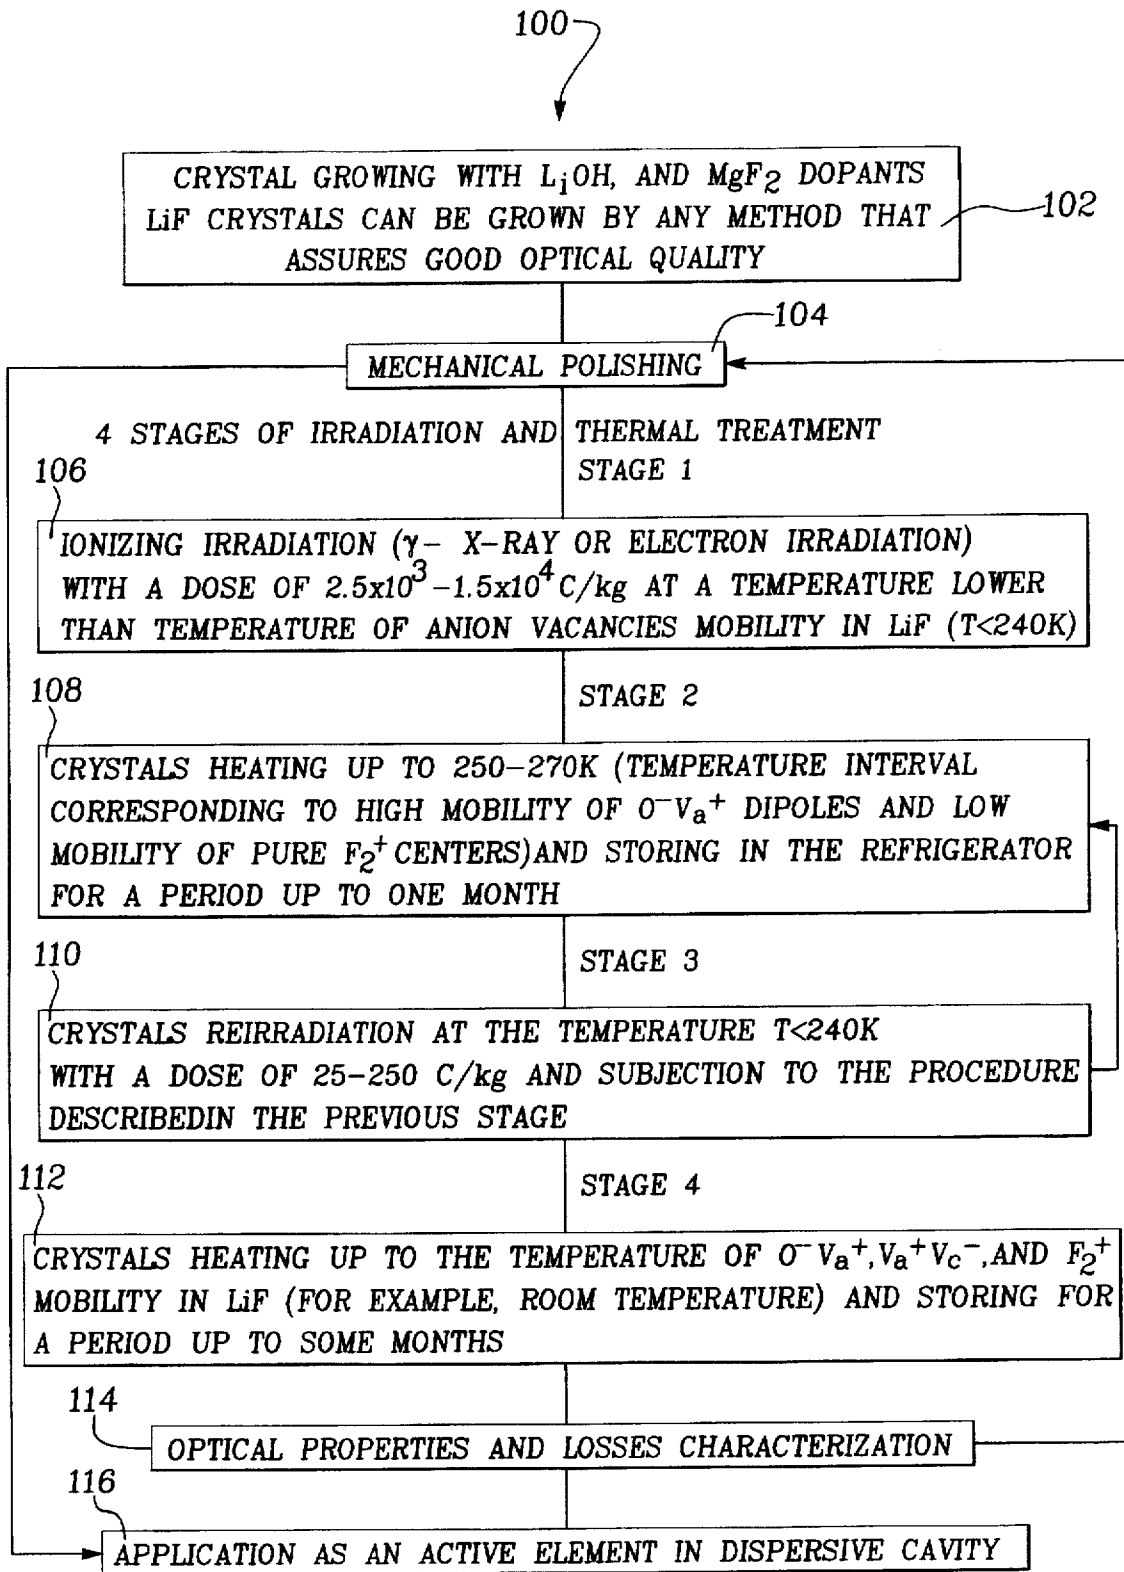 100
CRYSTAL GROWING WITH LiOH, AND MgF₂ DOPANTS
LiF CRYSTALS CAN BE GROWN BY ANY METHOD THAT
ASSURES GOOD OPTICAL QUALITY
102
104
MECHANICAL POLISHING
4 STAGES OF IRRADIATION AND THERMAL TREATMENT
STAGE 1
106
IONIZING IRRADIATION (γ- X-RAY OR ELECTRON IRRADIATION)
WITH A DOSE OF 2.5x10³-1.5x10⁴ C/kg AT A TEMPERATURE LOWER
THAN TEMPERATURE OF ANION VACANCIES MOBILITY IN LiF (T<240K)
STAGE 2
108
CRYSTALS HEATING UP TO 250-270K (TEMPERATURE INTERVAL
CORRESPONDING TO HIGH MOBILITY OF O⁻Vₐ⁺ DIPOLES AND LOW
MOBILITY OF PURE F₂⁺ CENTERS)AND STORING IN THE REFRIGERATOR
FOR A PERIOD UP TO ONE MONTH
STAGE 3
110
CRYSTALS REIRRADIATION AT THE TEMPERATURE T<240K
WITH A DOSE OF 25-250 C/kg AND SUBJECTION TO THE PROCEDURE
DESCRIBEDIN THE PREVIOUS STAGE
STAGE 4
112
CRYSTALS HEATING UP TO THE TEMPERATURE OF O⁻Vₐ⁺,Vₐ⁺V_c⁻,AND F₂⁺
MOBILITY IN LiF (FOR EXAMPLE, ROOM TEMPERATURE) AND STORING FOR
A PERIOD UP TO SOME MONTHS
114
OPTICAL PROPERTIES AND LOSSES CHARACTERIZATION
116
APPLICATION AS AN ACTIVE ELEMENT IN DISPERSIVE CAVITY